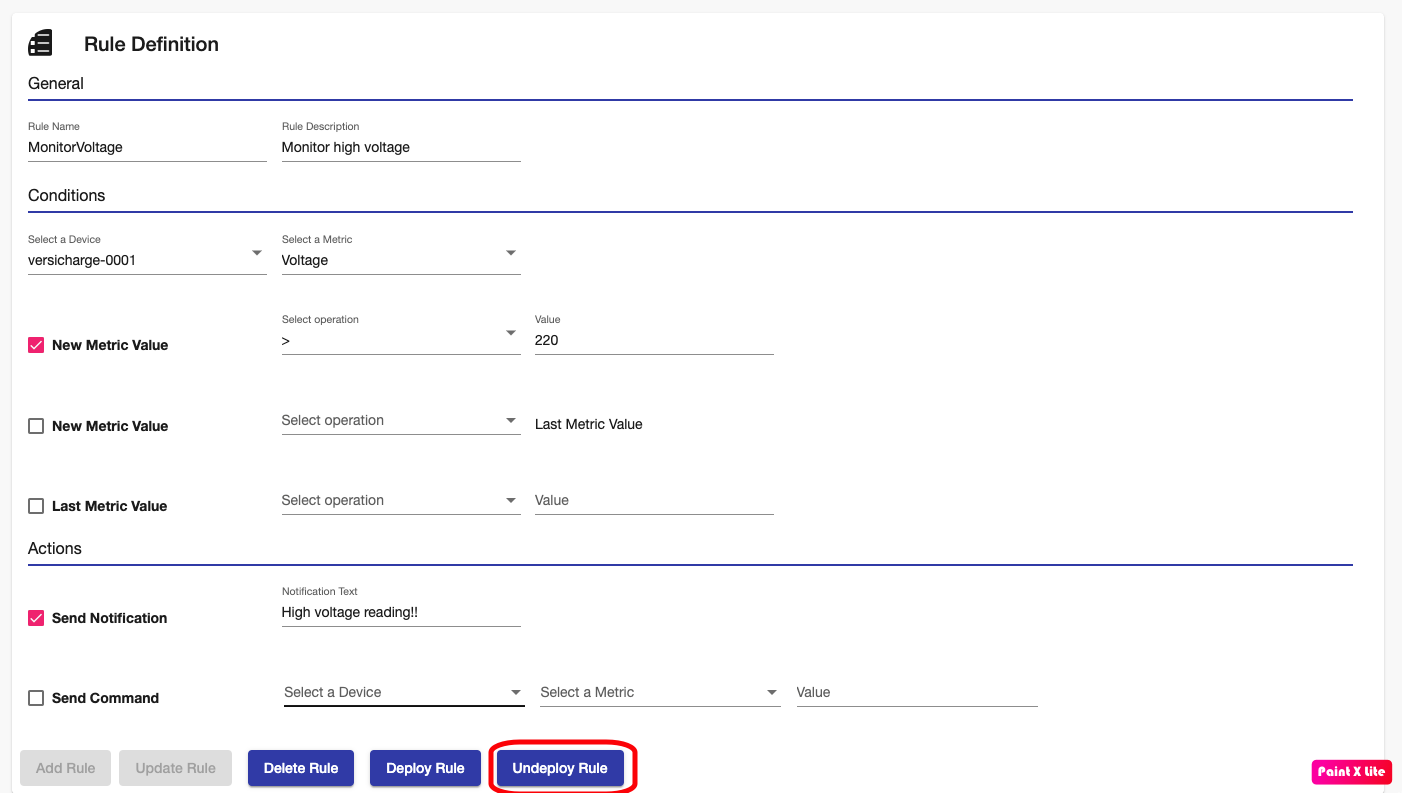 Rule Definition
General
Rule Name Rule Description
MonitorVoltage Monitor high voltage
Conditions
Select a Device Select a Metric
versicharge-0001 Voltage
Select operation Value
New Metric Value > 220
New Metric Value Select operation Last Metric Value
Last Metric Value Select operation Value
Actions
Notification Text
Send Notification High voltage reading!!
Send Command Select a Device Select a Metric Value
Add Rule Update Rule Delete Rule Deploy Rule Undeploy Rule
Paint X Lite